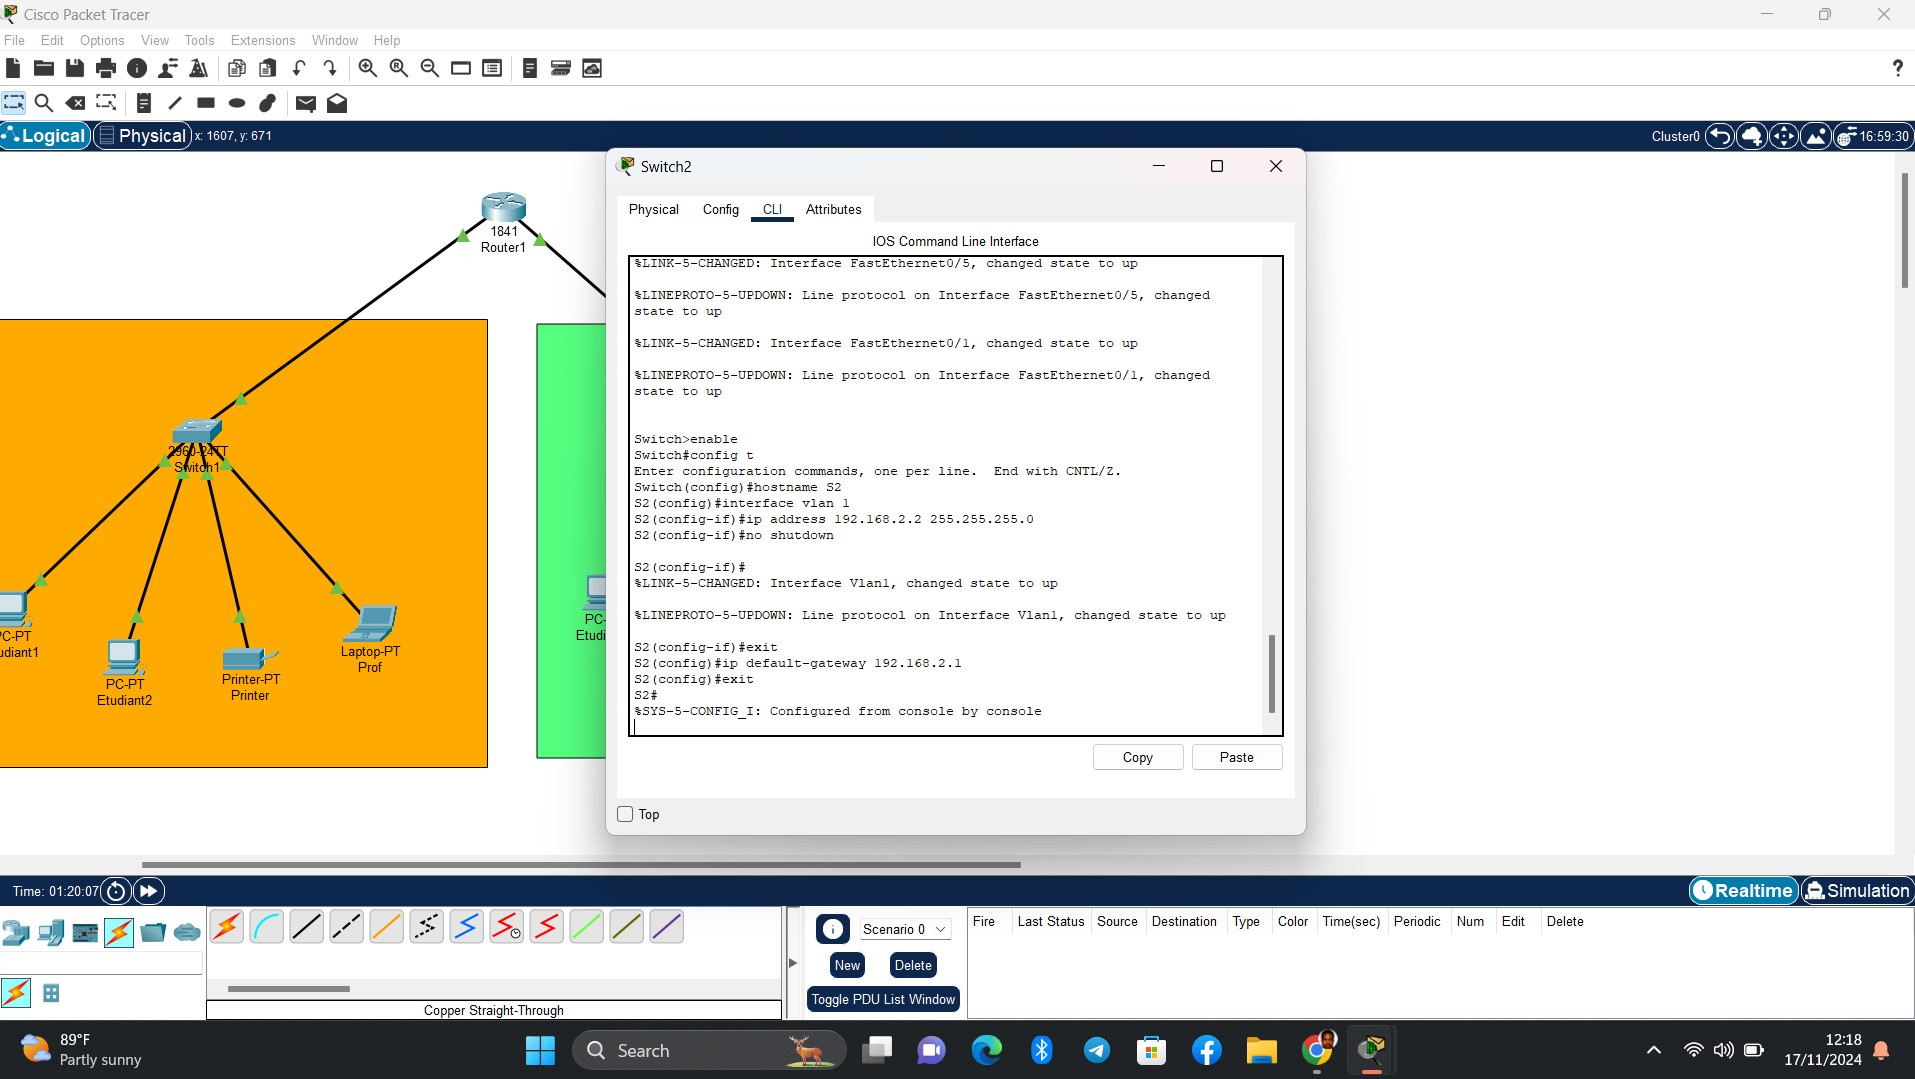 Cisco Packet Tracer
File Edit Options View Tools Extensions Window Help
?
Logical Physical x: 1607, y: 671 Cluster0 16:59:30
1841
Router1
2960-24TT
Switch1
PC-PT
udiant1
PC-PT
Etudiant2
Printer-PT
Printer
Laptop-PT
Prof
PC-
Etudi
Switch2
Physical Config CLI Attributes
IOS Command Line Interface
%LINK-5-CHANGED: Interface FastEthernet0/5, changed state to up
%LINEPROTO-5-UPDOWN: Line protocol on Interface FastEthernet0/5, changed
state to up
%LINK-5-CHANGED: Interface FastEthernet0/1, changed state to up
%LINEPROTO-5-UPDOWN: Line protocol on Interface FastEthernet0/1, changed
state to up
Switch>enable
Switch#config t
Enter configuration commands, one per line.  End with CNTL/Z.
Switch(config)#hostname S2
S2(config)#interface vlan 1
S2(config-if)#ip address 192.168.2.2 255.255.255.0
S2(config-if)#no shutdown
S2(config-if)#
%LINK-5-CHANGED: Interface Vlan1, changed state to up
%LINEPROTO-5-UPDOWN: Line protocol on Interface Vlan1, changed state to up
S2(config-if)#exit
S2(config)#ip default-gateway 192.168.2.1
S2(config)#exit
S2#
%SYS-5-CONFIG_I: Configured from console by console
Copy Paste
Top
Time: 01:20:07 Realtime Simulation
Scenario 0
New Delete
Toggle PDU List Window
Fire Last Status Source Destination Type Color Time(sec) Periodic Num Edit Delete
Copper Straight-Through
89°F
Partly sunny
Search
12:18
17/11/2024